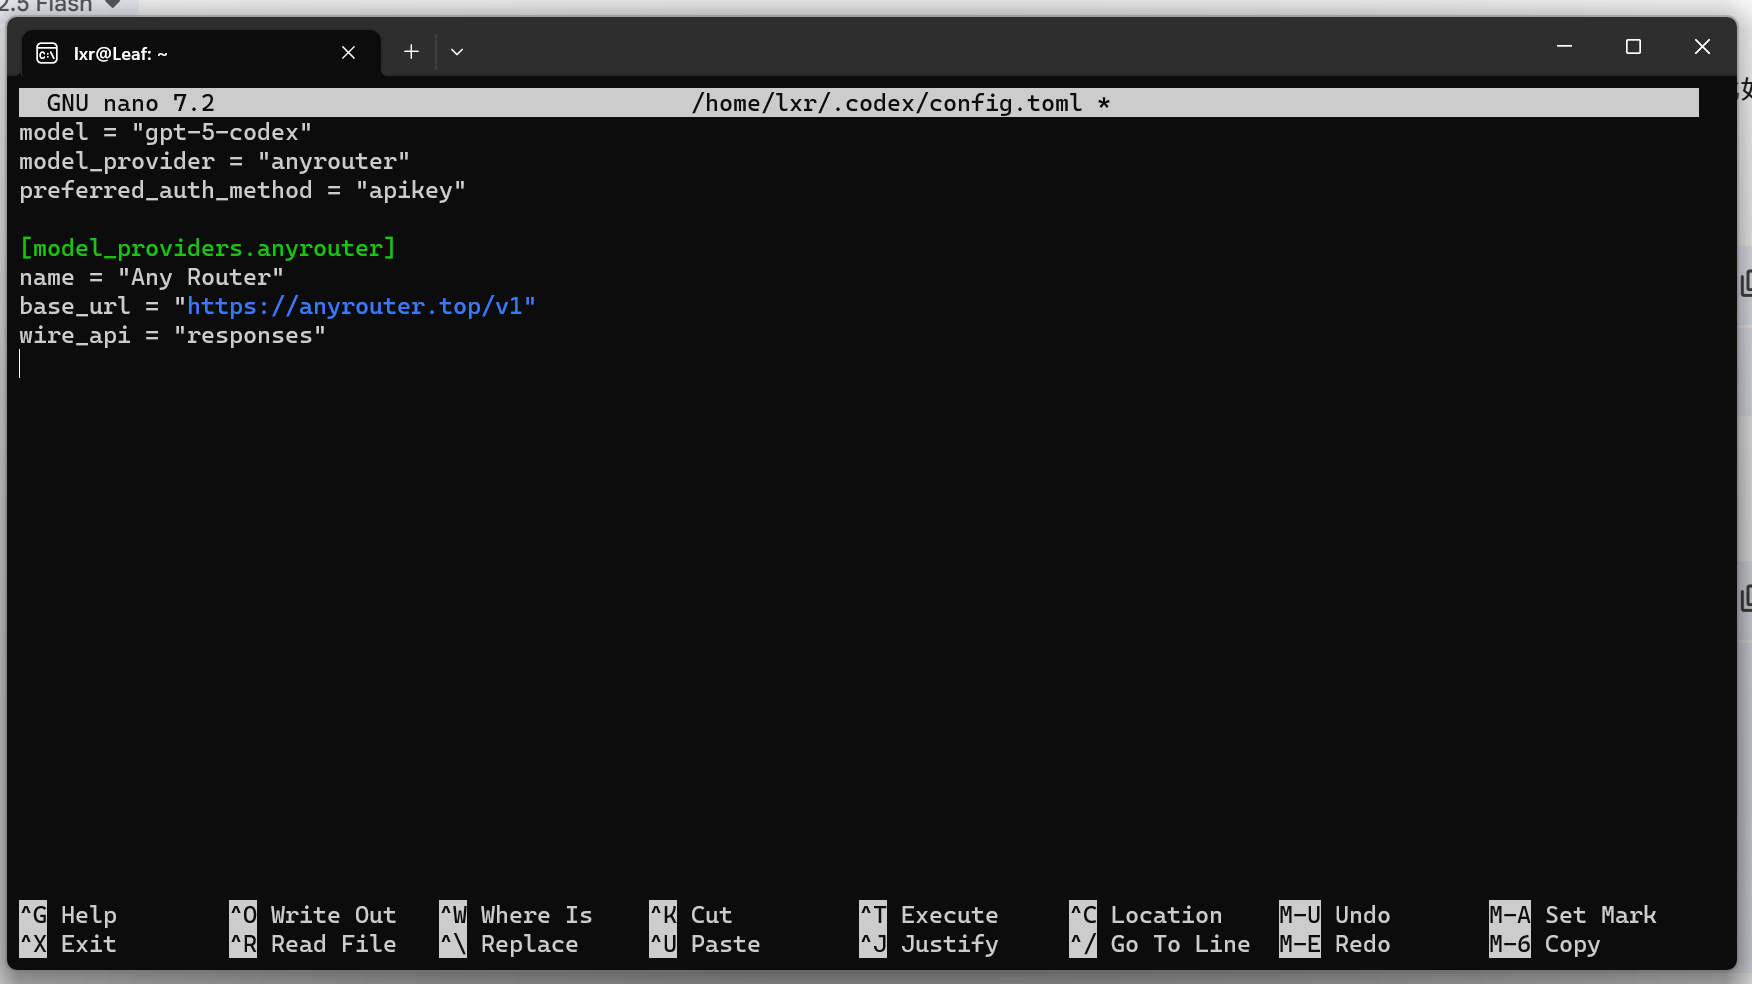 2.5 Flash
lxr@Leaf: ~
GNU nano 7.2 /home/lxr/.codex/config.toml *
model = "gpt-5-codex"
model_provider = "anyrouter"
preferred_auth_method = "apikey"
[model_providers.anyrouter]
name = "Any Router"
base_url = "https://anyrouter.top/v1"
wire_api = "responses"
^G Help ^O Write Out ^W Where Is ^K Cut ^T Execute ^C Location M-U Undo M-A Set Mark
^X Exit ^R Read File ^\ Replace ^U Paste ^J Justify ^/ Go To Line M-E Redo M-6 Copy